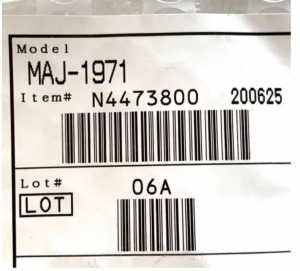 Model
MAJ-1971
Item# N4473800 200625
Lot# 06A
LOT